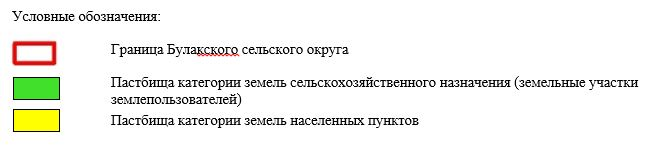 Условные обозначения:
Граница Булакского сельского округа
Пастбища категории земель сельскохозяйственного назначения (земельные участки
землепользователей)
Пастбища категории земель населенных пунктов